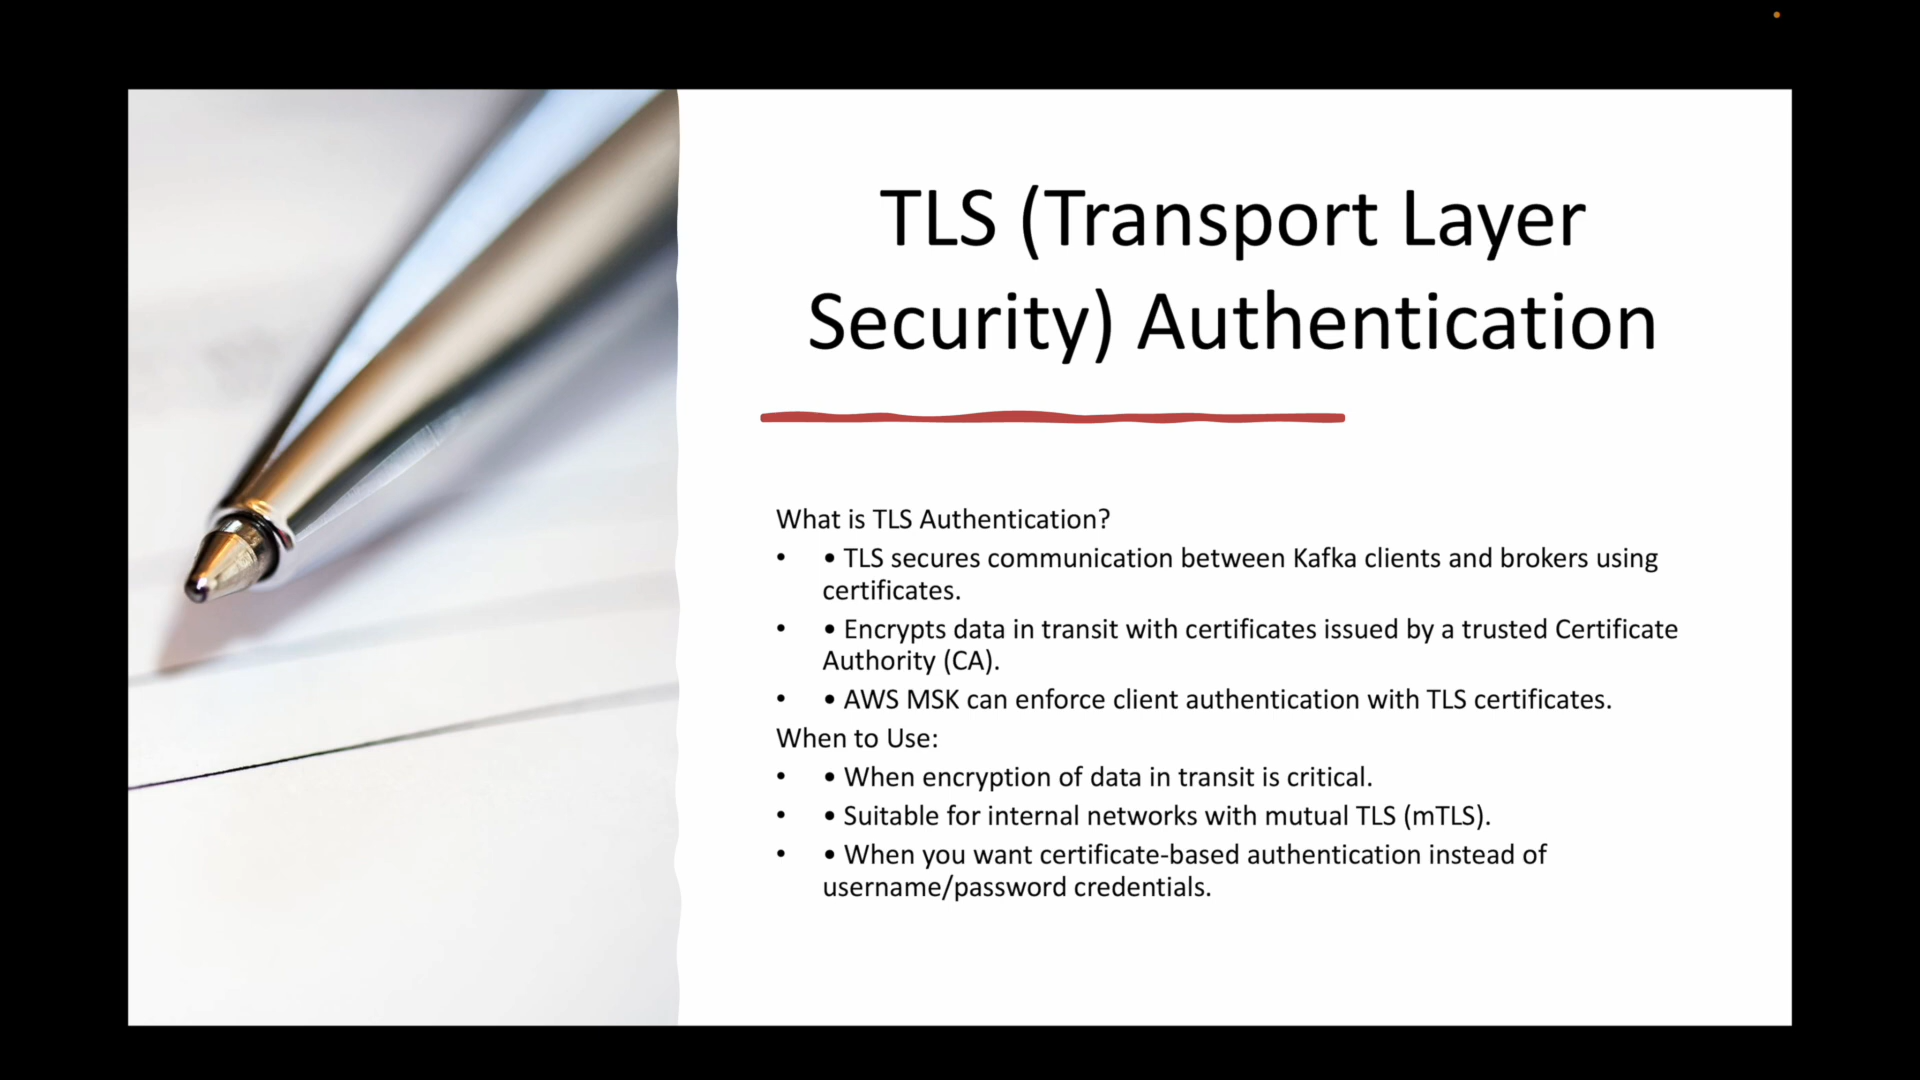 TLS (Transport Layer
Security) Authentication
What is TLS Authentication?
• • TLS secures communication between Kafka clients and brokers using
certificates.
• • Encrypts data in transit with certificates issued by a trusted Certificate
Authority (CA).
• • AWS MSK can enforce client authentication with TLS certificates.
When to Use:
• • When encryption of data in transit is critical.
• • Suitable for internal networks with mutual TLS (mTLS).
• • When you want certificate-based authentication instead of
username/password credentials.